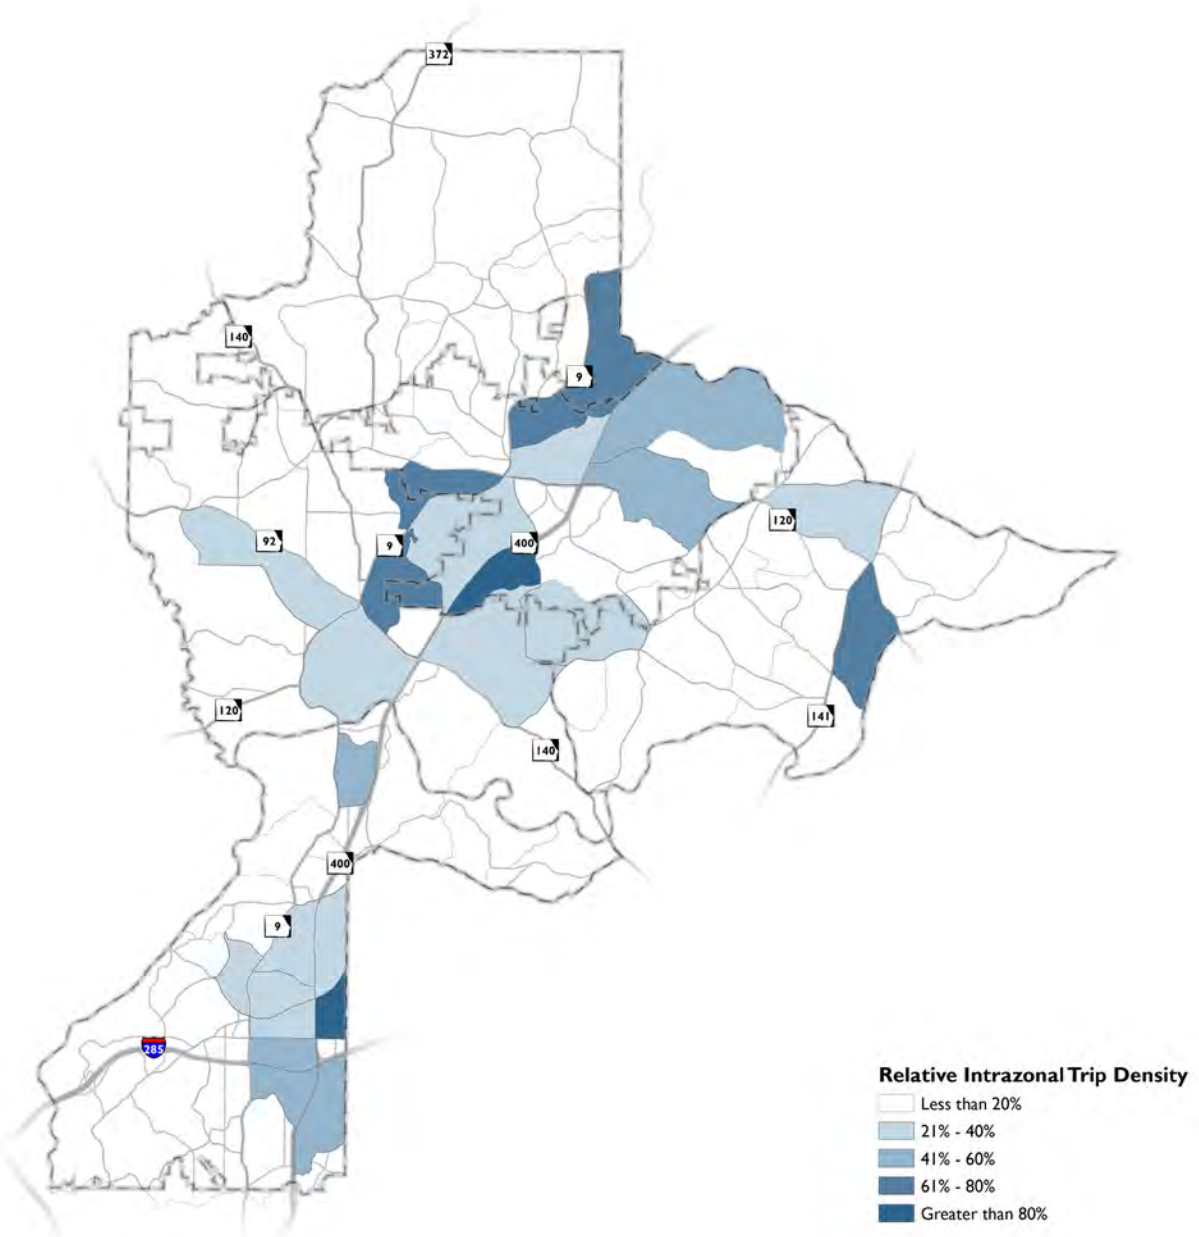 372
140
9
92
9
400
120
120
141
140
400
9
285
Relative Intrazonal Trip Density
Less than 20%
21% - 40%
41% - 60%
61% - 80%
Greater than 80%